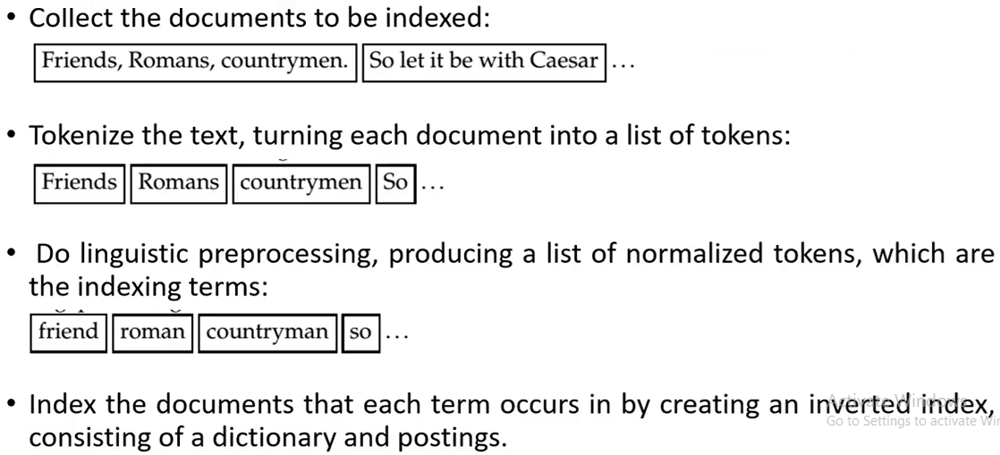 • Collect the documents to be indexed:
Friends, Romans, countrymen. So let it be with Caesar ...
• Tokenize the text, turning each document into a list of tokens:
Friends Romans countrymen So ...
• Do linguistic preprocessing, producing a list of normalized tokens, which are
the indexing terms:
friend roman countryman so ...
• Index the documents that each term occurs in by creating an inverted index,
consisting of a dictionary and postings.
Activate Windows
Go to Settings to activate Win